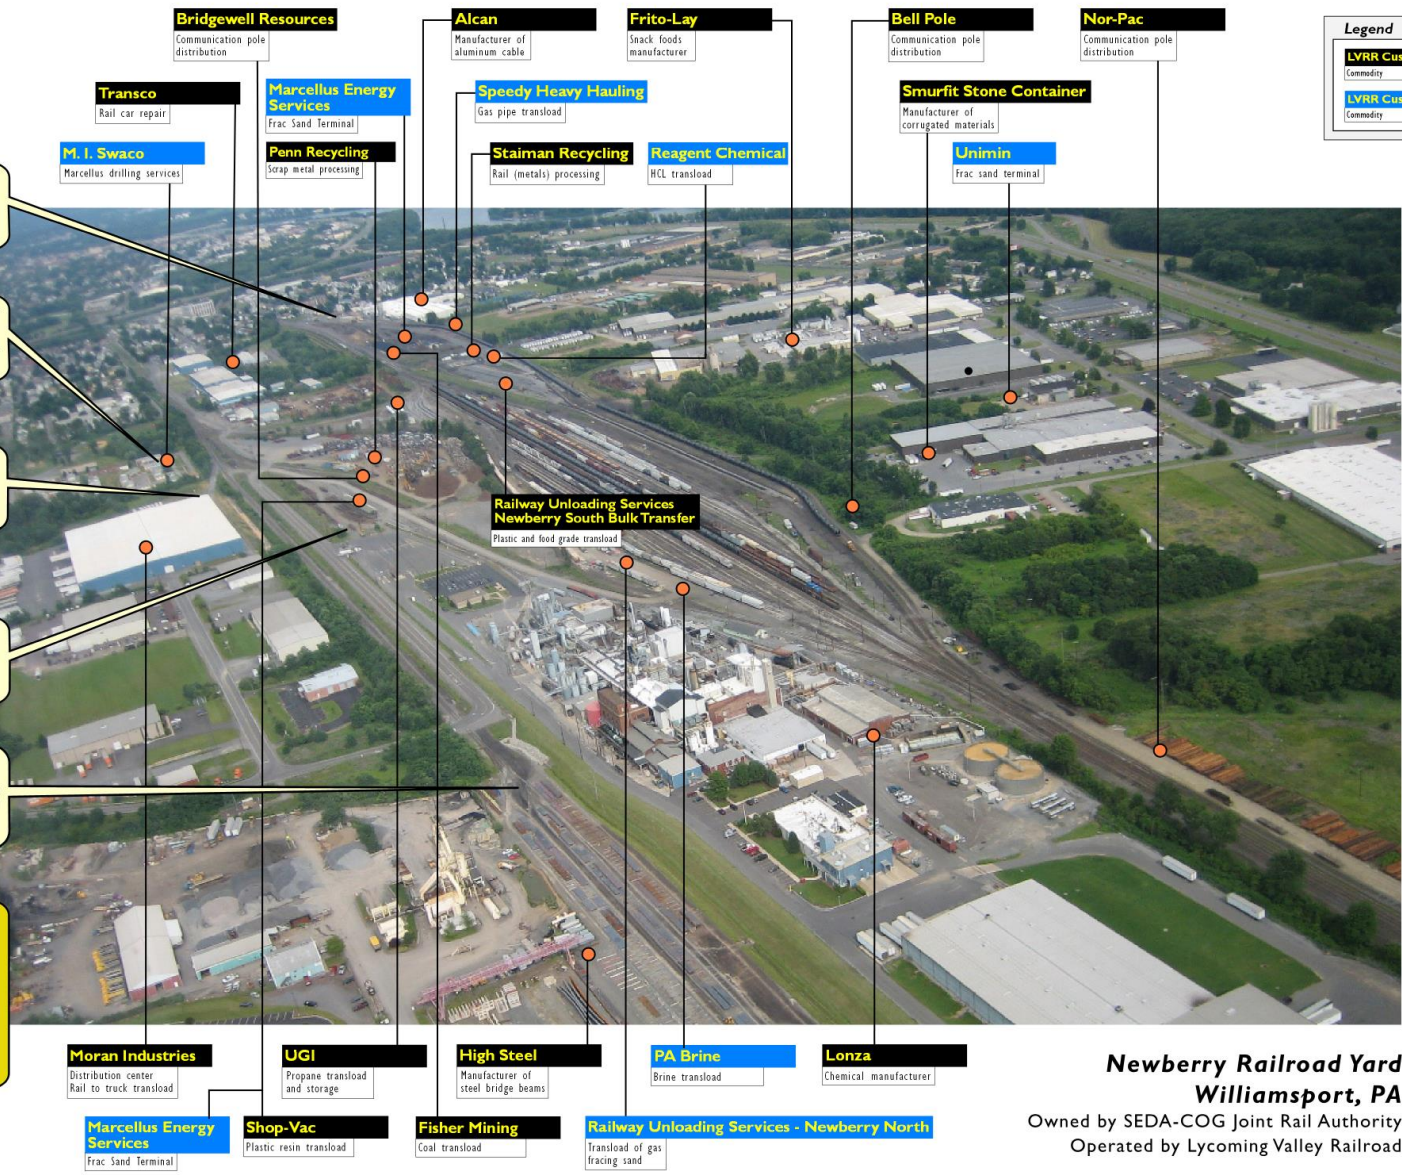 Bridgewell Resources
Communication pole
distribution
Alcan
Manufacturer of
aluminum cable
Frito-Lay
Snack foods
manufacturer
Bell Pole
Communication pole
distribution
Nor-Pac
Communication pole
distribution
Legend
LVRR Cus
Commodity
LVRR Cus
Commodity
Transco
Rail car repair
Marcellus Energy
Services
Frac Sand Terminal
Speedy Heavy Hauling
Gas pipe transload
Smurfit Stone Container
Manufacturer of
corrugated materials
M. I. Swaco
Marcellus drilling services
Penn Recycling
Scrap metal processing
Staiman Recycling
Rail (metals) processing
Reagent Chemical
HCL transload
Unimin
Frac sand terminal
Railway Unloading Services
Newberry South Bulk Transfer
Plastic and food grade transload
Moran Industries
Distribution center
Rail to truck transload
UGI
Propane transload
and storage
High Steel
Manufacturer of
steel bridge beams
PA Brine
Brine transload
Lonza
Chemical manufacturer
Marcellus Energy
Services
Frac Sand Terminal
Shop-Vac
Plastic resin transload
Fisher Mining
Coal transload
Railway Unloading Services - Newberry North
Transload of gas
fracing sand
Newberry Railroad Yard
Williamsport, PA
Owned by SEDA-COG Joint Rail Authority
Operated by Lycoming Valley Railroad